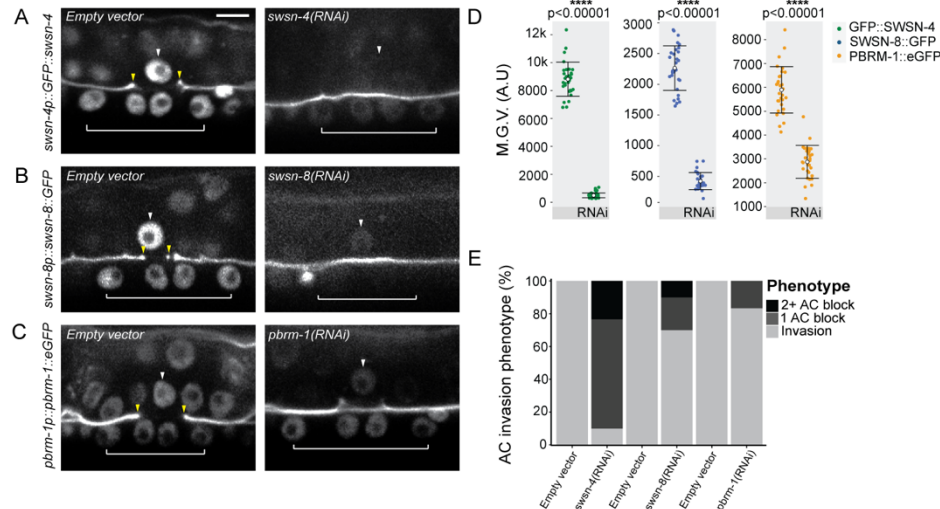 A
Empty vector
swsn-4(RNAi)
swsn-4p::GFP::swsn-4
B
Empty vector
swsn-8(RNAi)
swsn-8p::swsn-8::GFP
C
Empty vector
pbrm-1(RNAi)
pbrm-1p::pbrm-1::eGFP
D
****
p<0.00001
****
p<0.00001
****
p<0.00001
GFP::SWSN-4
SWSN-8::GFP
PBRM-1::eGFP
M.G.V. (A.U)
12k
10k
8000
6000
4000
2000
0
RNAi
3000
2500
2000
1500
1000
500
0
RNAi
8000
7000
6000
5000
4000
3000
2000
1000
RNAi
E
AC invasion phenotype (%)
100
80
60
40
20
0
Empty vector
swsn-4(RNAi)
Empty vector
swsn-8(RNAi)
Empty vector
pbrm-1(RNAi)
Phenotype
2+ AC block
1 AC block
Invasion